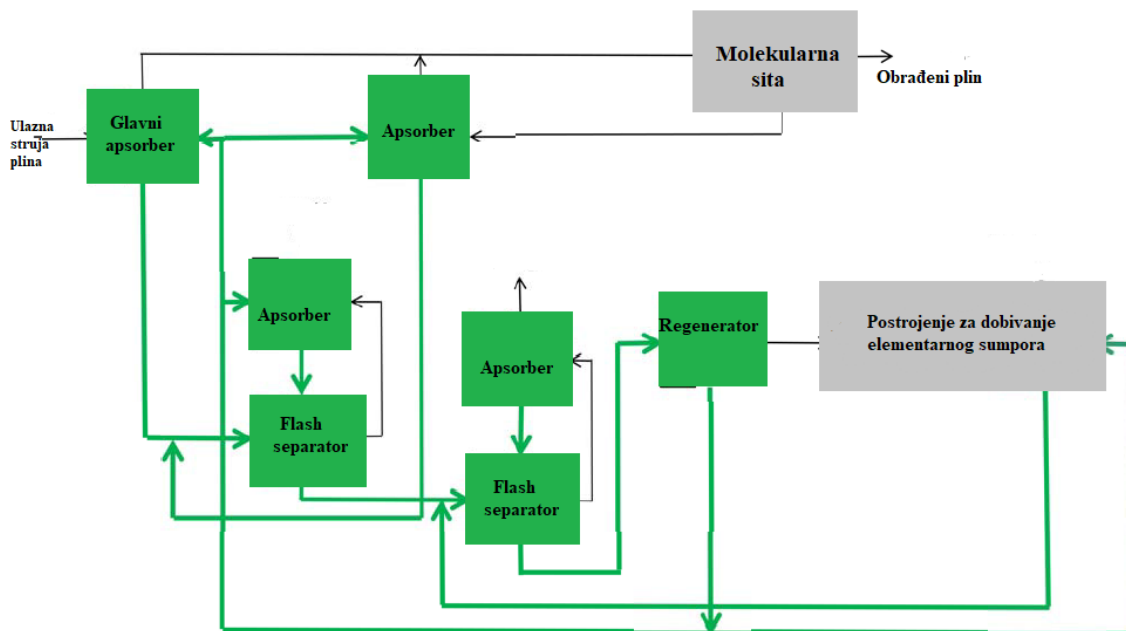 Molekularna
sita
Obrađeni plin
Ulazna
struja
plina
Glavni
apsorber
Apsorber
Apsorber
Regenerator
Postrojenje za dobivanje
elementarnog sumpora
Apsorber
Flash
separator
Flash
separator